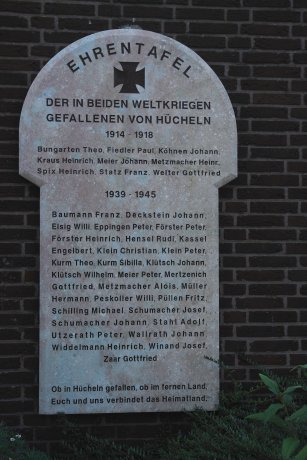 EHRENTAFEL
DER IN BEIDEN WELTKRIEGEN
GEFALLENEN VON HÜCHELN
1914 - 1918
Bungarten Theo, Fiedler Paul, Köhnen Johann,
Kraus Heinrich, Meier Johann, Metzmacher Heinr.,
Spix Heinrich, Statz Franz, Welter Gottfried
1939 - 1945
Baumann Franz, Deckstein Johann,
Elsig Willi, Eppingen Peter, Förster Peter,
Förster Heinrich, Hensel Rudi, Kassel
Engelbert, Klein Christian, Klein Peter,
Kurm Theo, Kurm Sibilla, Klütsch Johann,
Klütsch Wilhelm, Meier Peter, Mertzenich
Gottfried, Metzmacher Alois, Müller
Hermann, Peskoller Willi, Püllen Fritz,
Schilling Michael, Schumacher Josef,
Schumacher Johann, Stahl Adolf,
Utzerath Peter, Wallrath Johann,
Widdelmann Heinrich, Winand Josef,
Zaar Gottfried
Ob in Hücheln gefallen, ob im fernen Land,
Euch und uns verbindet das Heimatland.